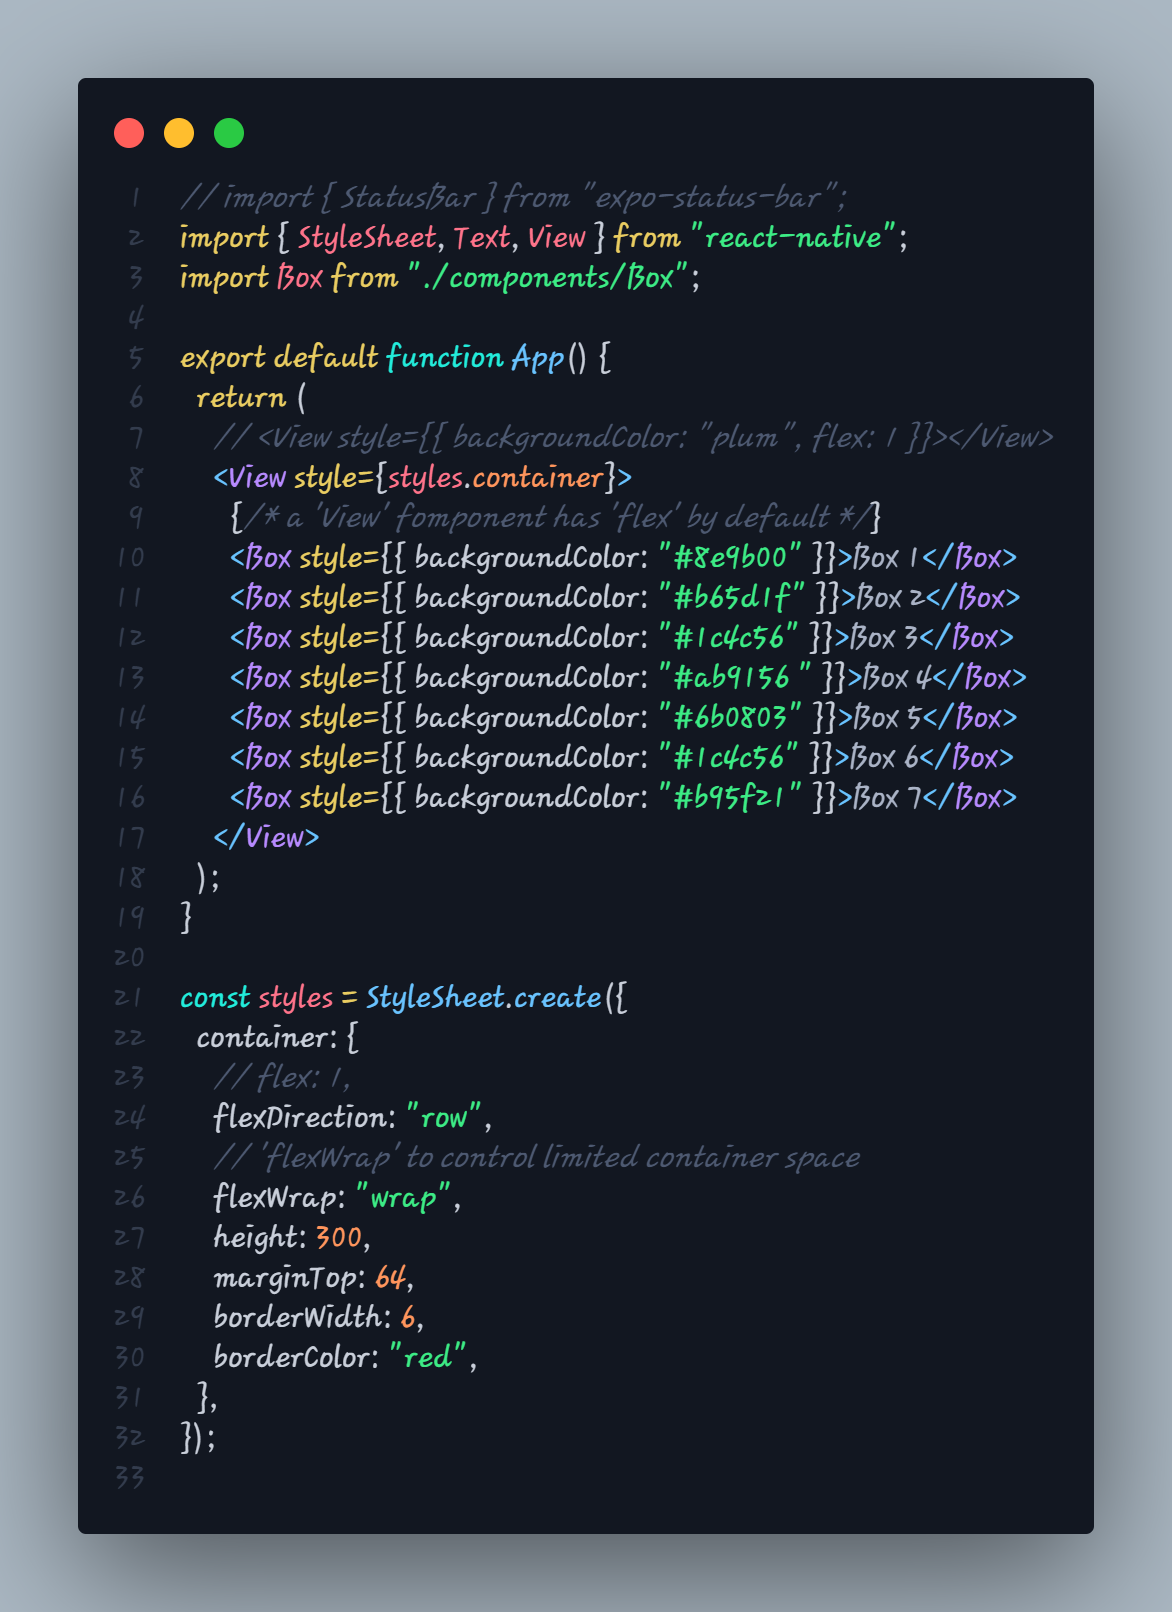 1 // import { StatusBar } from "expo-status-bar";
2 import { StyleSheet, Text, View } from "react-native";
3 import Box from "./components/Box";
4
5 export default function App() {
6 return (
7 // <View style={{ backgroundColor: "plum", flex: 1 }}></View>
8 <View style={styles.container}>
9 {/* a 'View' fomponent has 'flex' by default */}
10 <Box style={{ backgroundColor: "#8e9b00" }}>Box 1</Box>
11 <Box style={{ backgroundColor: "#b65d1f" }}>Box 2</Box>
12 <Box style={{ backgroundColor: "#1c4c56" }}>Box 3</Box>
13 <Box style={{ backgroundColor: "#ab9156 " }}>Box 4</Box>
14 <Box style={{ backgroundColor: "#6b0803" }}>Box 5</Box>
15 <Box style={{ backgroundColor: "#1c4c56" }}>Box 6</Box>
16 <Box style={{ backgroundColor: "#b95f21" }}>Box 7</Box>
17 </View>
18 );
19 }
20
21 const styles = StyleSheet.create({
22 container: {
23 // flex: 1,
24 flexDirection: "row",
25 // 'flexWrap' to control limited container space
26 flexWrap: "wrap",
27 height: 300,
28 marginTop: 64,
29 borderWidth: 6,
30 borderColor: "red",
31 },
32 });
33